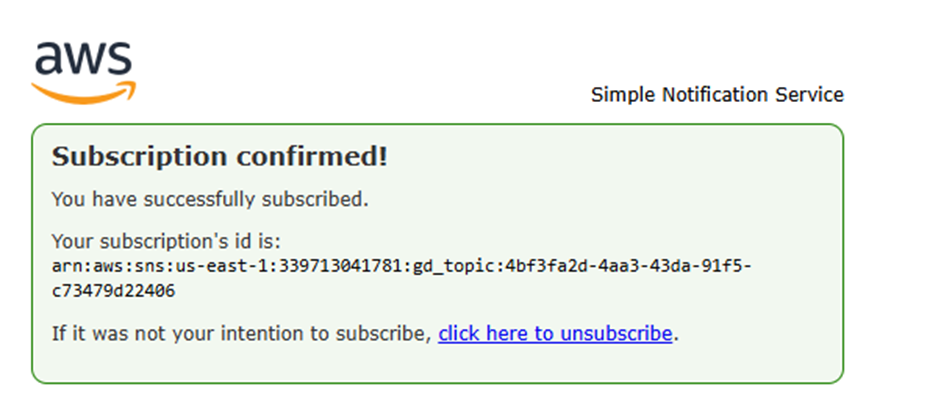 aws
Simple Notification Service
Subscription confirmed!
You have successfully subscribed.
Your subscription's id is:
arn:aws:sns:us-east-1:339713041781:gd_topic:4bf3fa2d-4aa3-43da-91f5-
c73479d22406
If it was not your intention to subscribe, click here to unsubscribe.